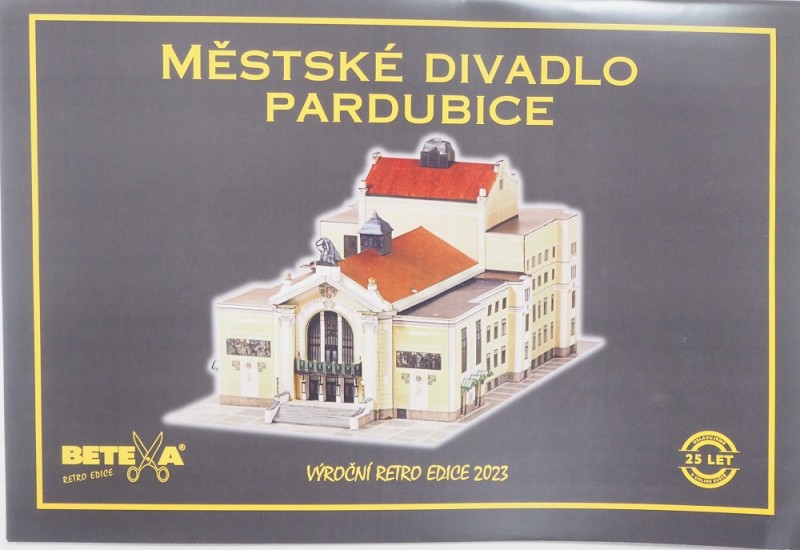 MĚSTSKÉ DIVADLO
PARDUBICE
BETEXA®
RETRO EDICE
VÝROČNÍ RETRO EDICE 2023
25 LET